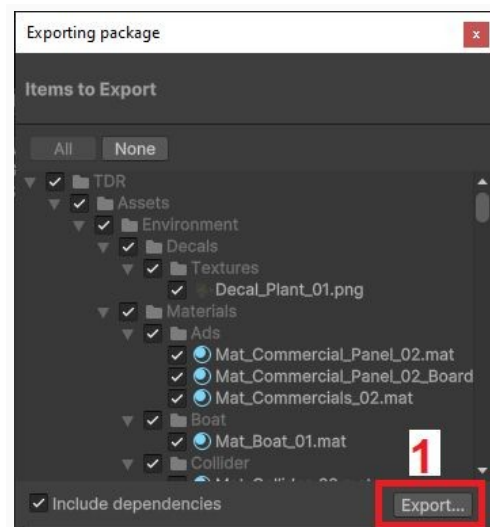 Exporting package
x
Items to Export
All None
TDR
Assets
Environment
Decals
Textures
Decal_Plant_01.png
Materials
Ads
Mat_Commercial_Panel_02.mat
Mat_Commercial_Panel_02_Board
Mat_Commercials_02.mat
Boat
Mat_Boat_01.mat
Collider
1
Include dependencies
Export...